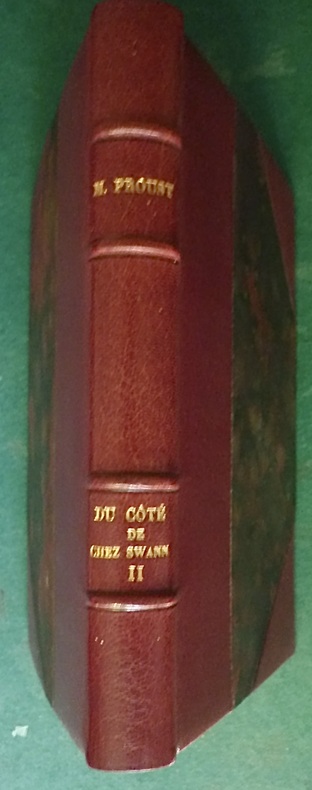 M. PROUST
DU CÔTÉ
DE
CHEZ SWANN
II